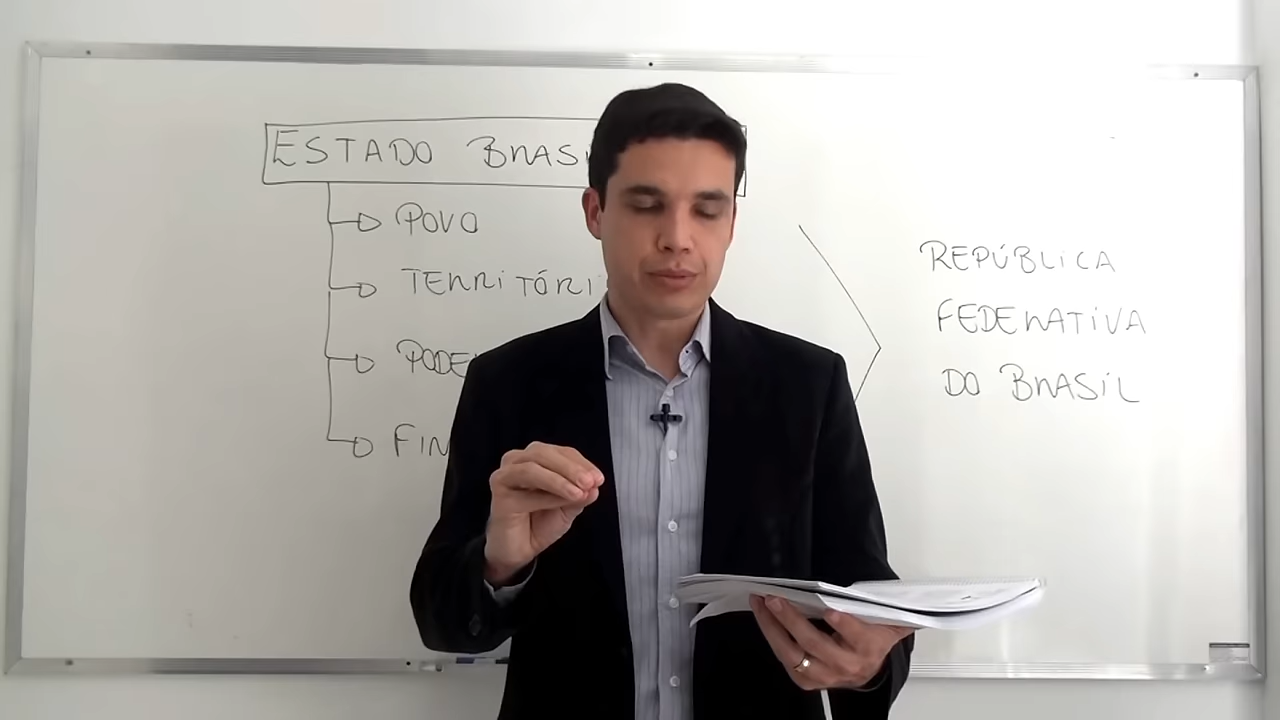 ESTADO BRASI
POVO
TERRITÓRI
PODE
FIN
REPÚBLICA
FEDERATIVA
DO BRASIL